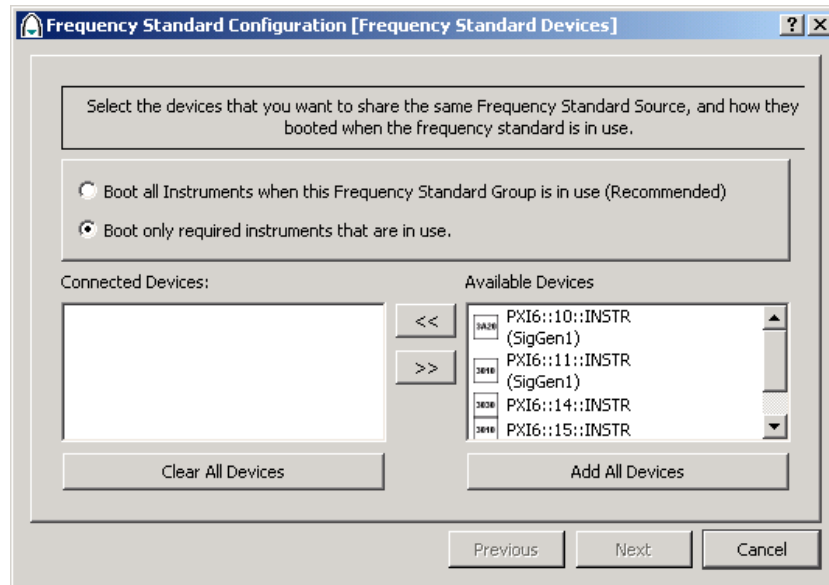 Frequency Standard Configuration [Frequency Standard Devices]
Select the devices that you want to share the same Frequency Standard Source, and how they
booted when the frequency standard is in use.
Boot all Instruments when this Frequency Standard Group is in use (Recommended)
Boot only required instruments that are in use.
Connected Devices:
Available Devices
<<
>>
3A20 PXI6::10::INSTR
(SigGen1)
3010 PXI6::11::INSTR
(SigGen1)
3030 PXI6::14::INSTR
3010 PXI6::15::INSTR
Clear All Devices
Add All Devices
Previous
Next
Cancel